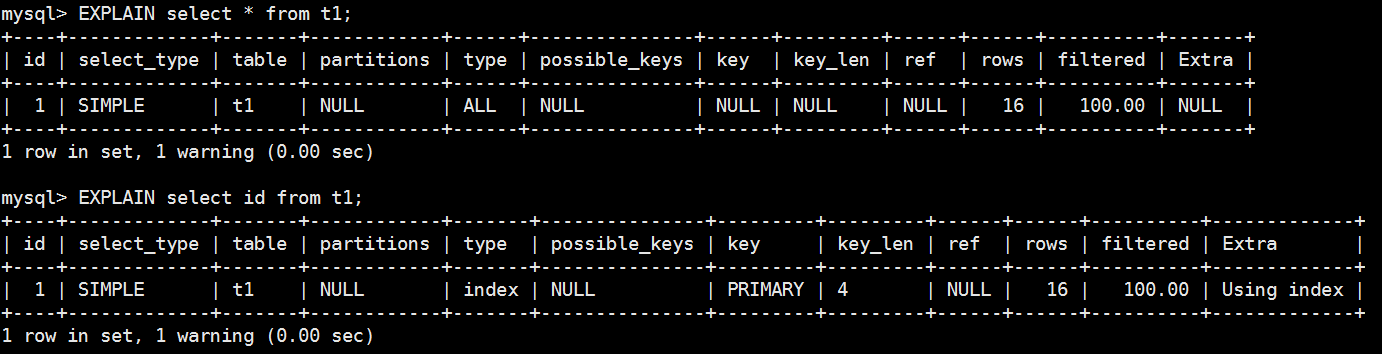 mysql> EXPLAIN select * from t1;
+----+-------------+-------+------------+------+---------------+------+---------+------+------+----------+-------+
| id | select_type | table | partitions | type | possible_keys | key  | key_len | ref  | rows | filtered | Extra |
+----+-------------+-------+------------+------+---------------+------+---------+------+------+----------+-------+
|  1 | SIMPLE      | t1    | NULL       | ALL  | NULL          | NULL | NULL    | NULL |   16 |   100.00 | NULL  |
+----+-------------+-------+------------+------+---------------+------+---------+------+------+----------+-------+
1 row in set, 1 warning (0.00 sec)
mysql> EXPLAIN select id from t1;
+----+-------------+-------+------------+-------+---------------+---------+---------+------+------+----------+-------------+
| id | select_type | table | partitions | type  | possible_keys | key     | key_len | ref  | rows | filtered | Extra       |
+----+-------------+-------+------------+-------+---------------+---------+---------+------+------+----------+-------------+
|  1 | SIMPLE      | t1    | NULL       | index | NULL          | PRIMARY | 4       | NULL |   16 |   100.00 | Using index |
+----+-------------+-------+------------+-------+---------------+---------+---------+------+------+----------+-------------+
1 row in set, 1 warning (0.00 sec)